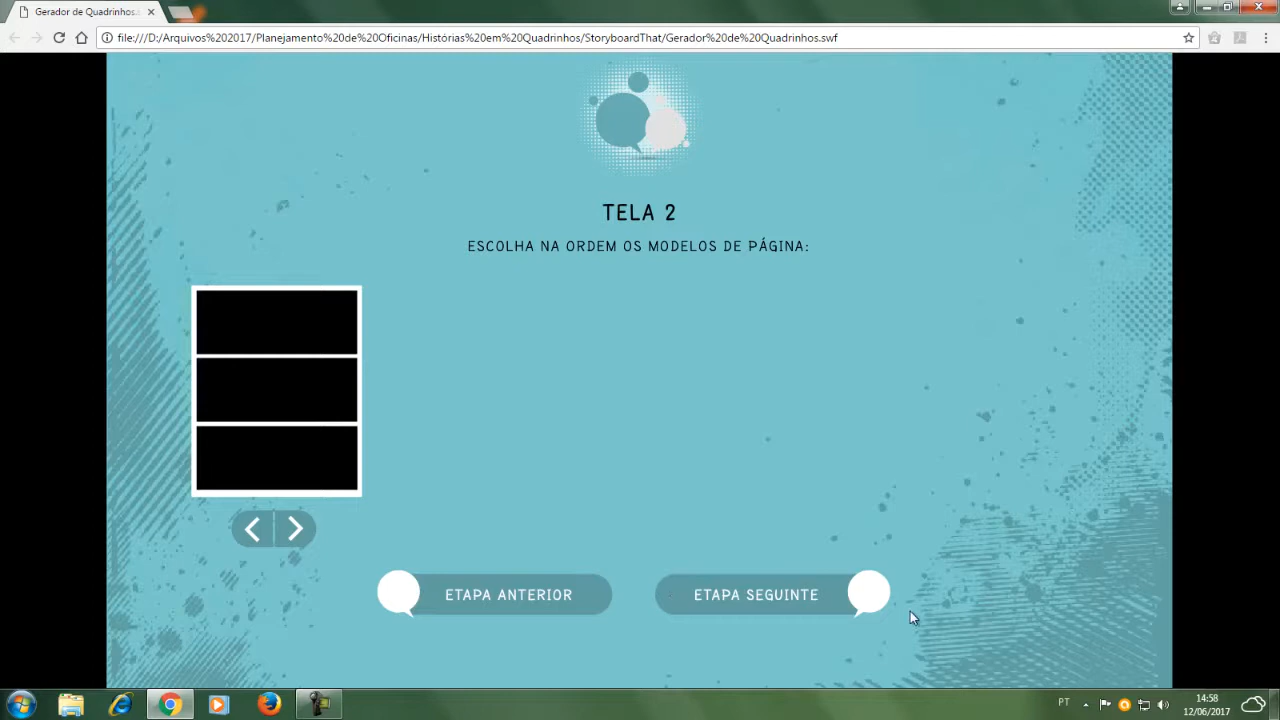 Gerador de Quadrinhos.
file:///D:/Arquivos%202017/Planejamento%20de%20Oficinas/Histórias%20em%20Quadrinhos/StoryboardThat/Gerador%20de%20Quadrinhos.swf
TELA 2
ESCOLHA NA ORDEM OS MODELOS DE PÁGINA:
ETAPA ANTERIOR
ETAPA SEGUINTE
PT
14:58
12/06/2017